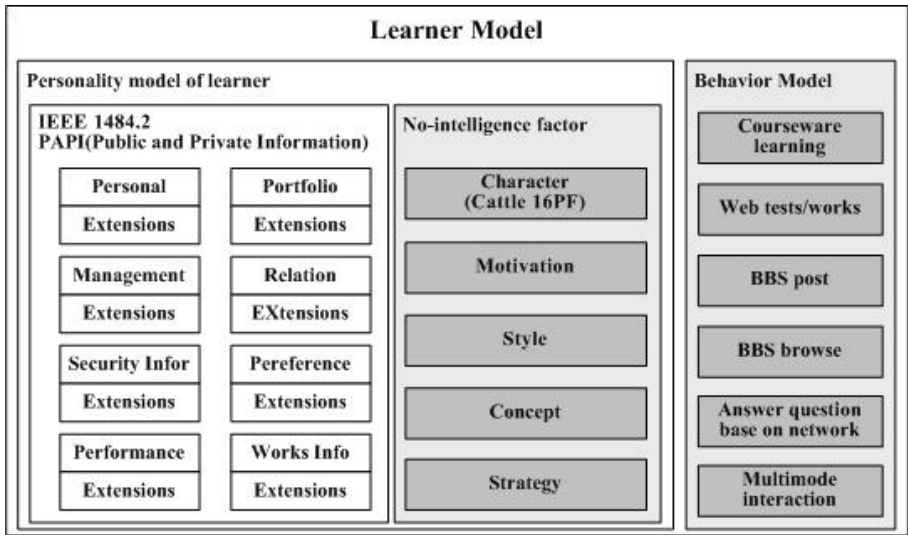 Learner Model
Personality model of learner
IEEE 1484.2
PAPI(Public and Private Information)
Personal
Extensions
Portfolio
Extensions
Management
Extensions
Relation
EXtensions
Security Infor
Extensions
Pereference
Extensions
Performance
Extensions
Works Info
Extensions
No-intelligence factor
Character
(Cattle 16PF)
Motivation
Style
Concept
Strategy
Behavior Model
Courseware
learning
Web tests/works
BBS post
BBS browse
Answer question
base on network
Multimode
interaction